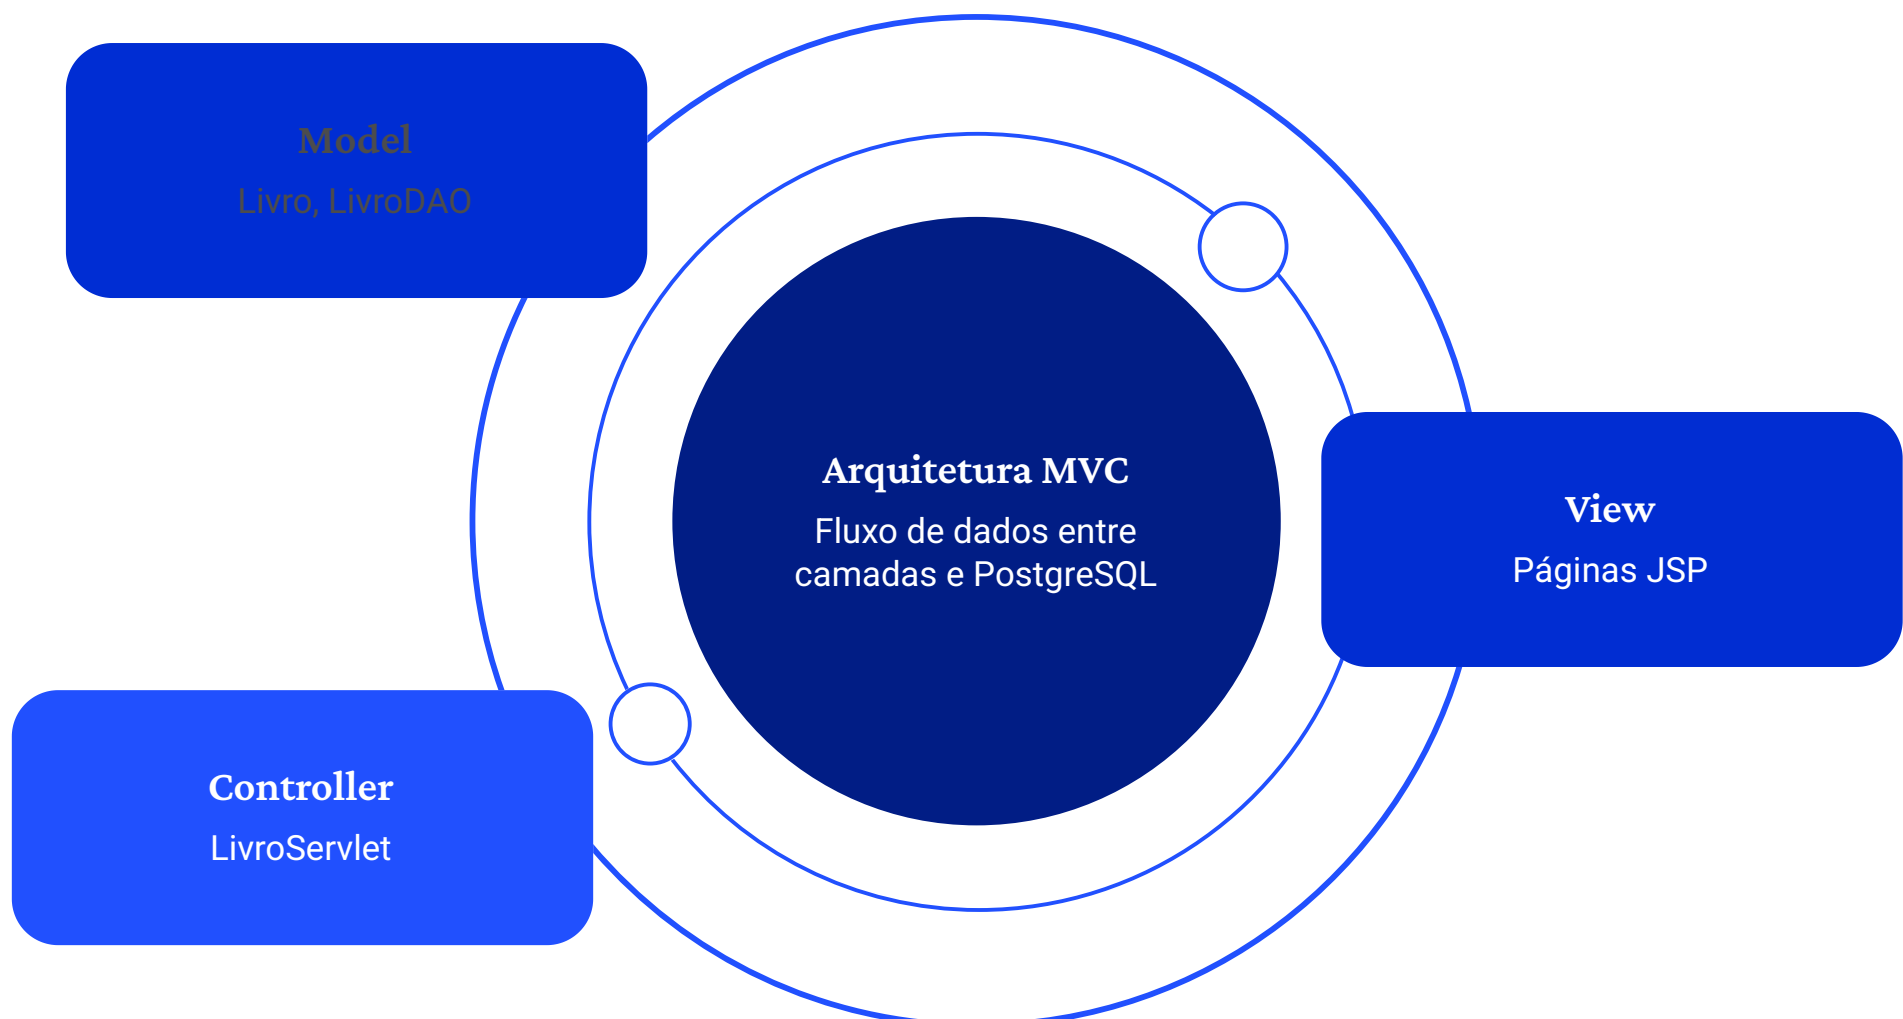 Model
Livro, LivroDAO
Arquitetura MVC
Fluxo de dados entre
camadas e PostgreSQL
View
Páginas JSP
Controller
LivroServlet